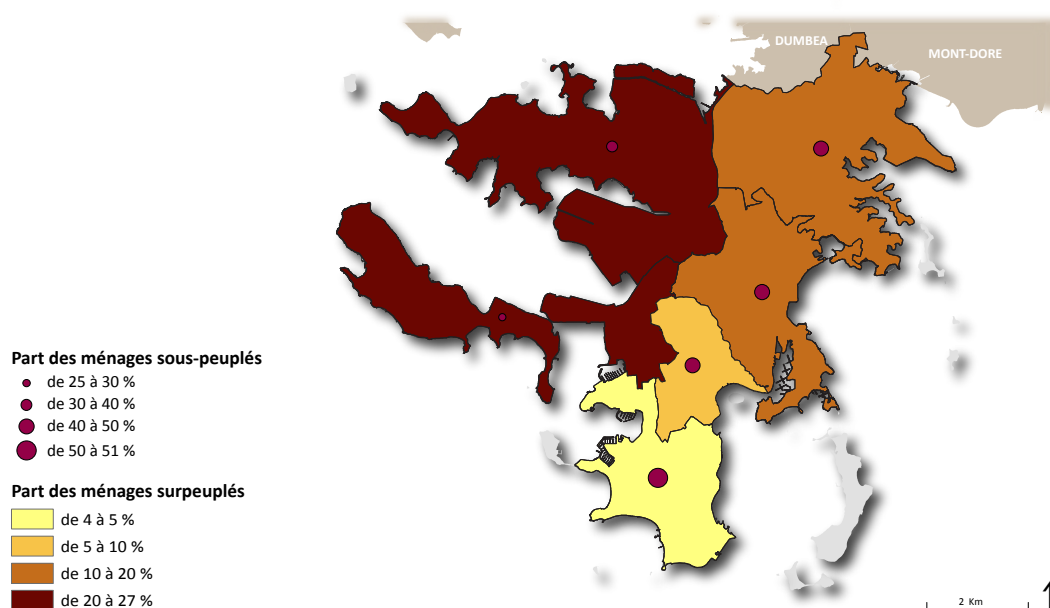 DUMBEA
MONT-DORE
Part des ménages sous-peuplés
de 25 à 30 %
de 30 à 40 %
de 40 à 50 %
de 50 à 51 %
Part des ménages surpeuplés
de 4 à 5 %
de 5 à 10 %
de 10 à 20 %
de 20 à 27 %
2 Km